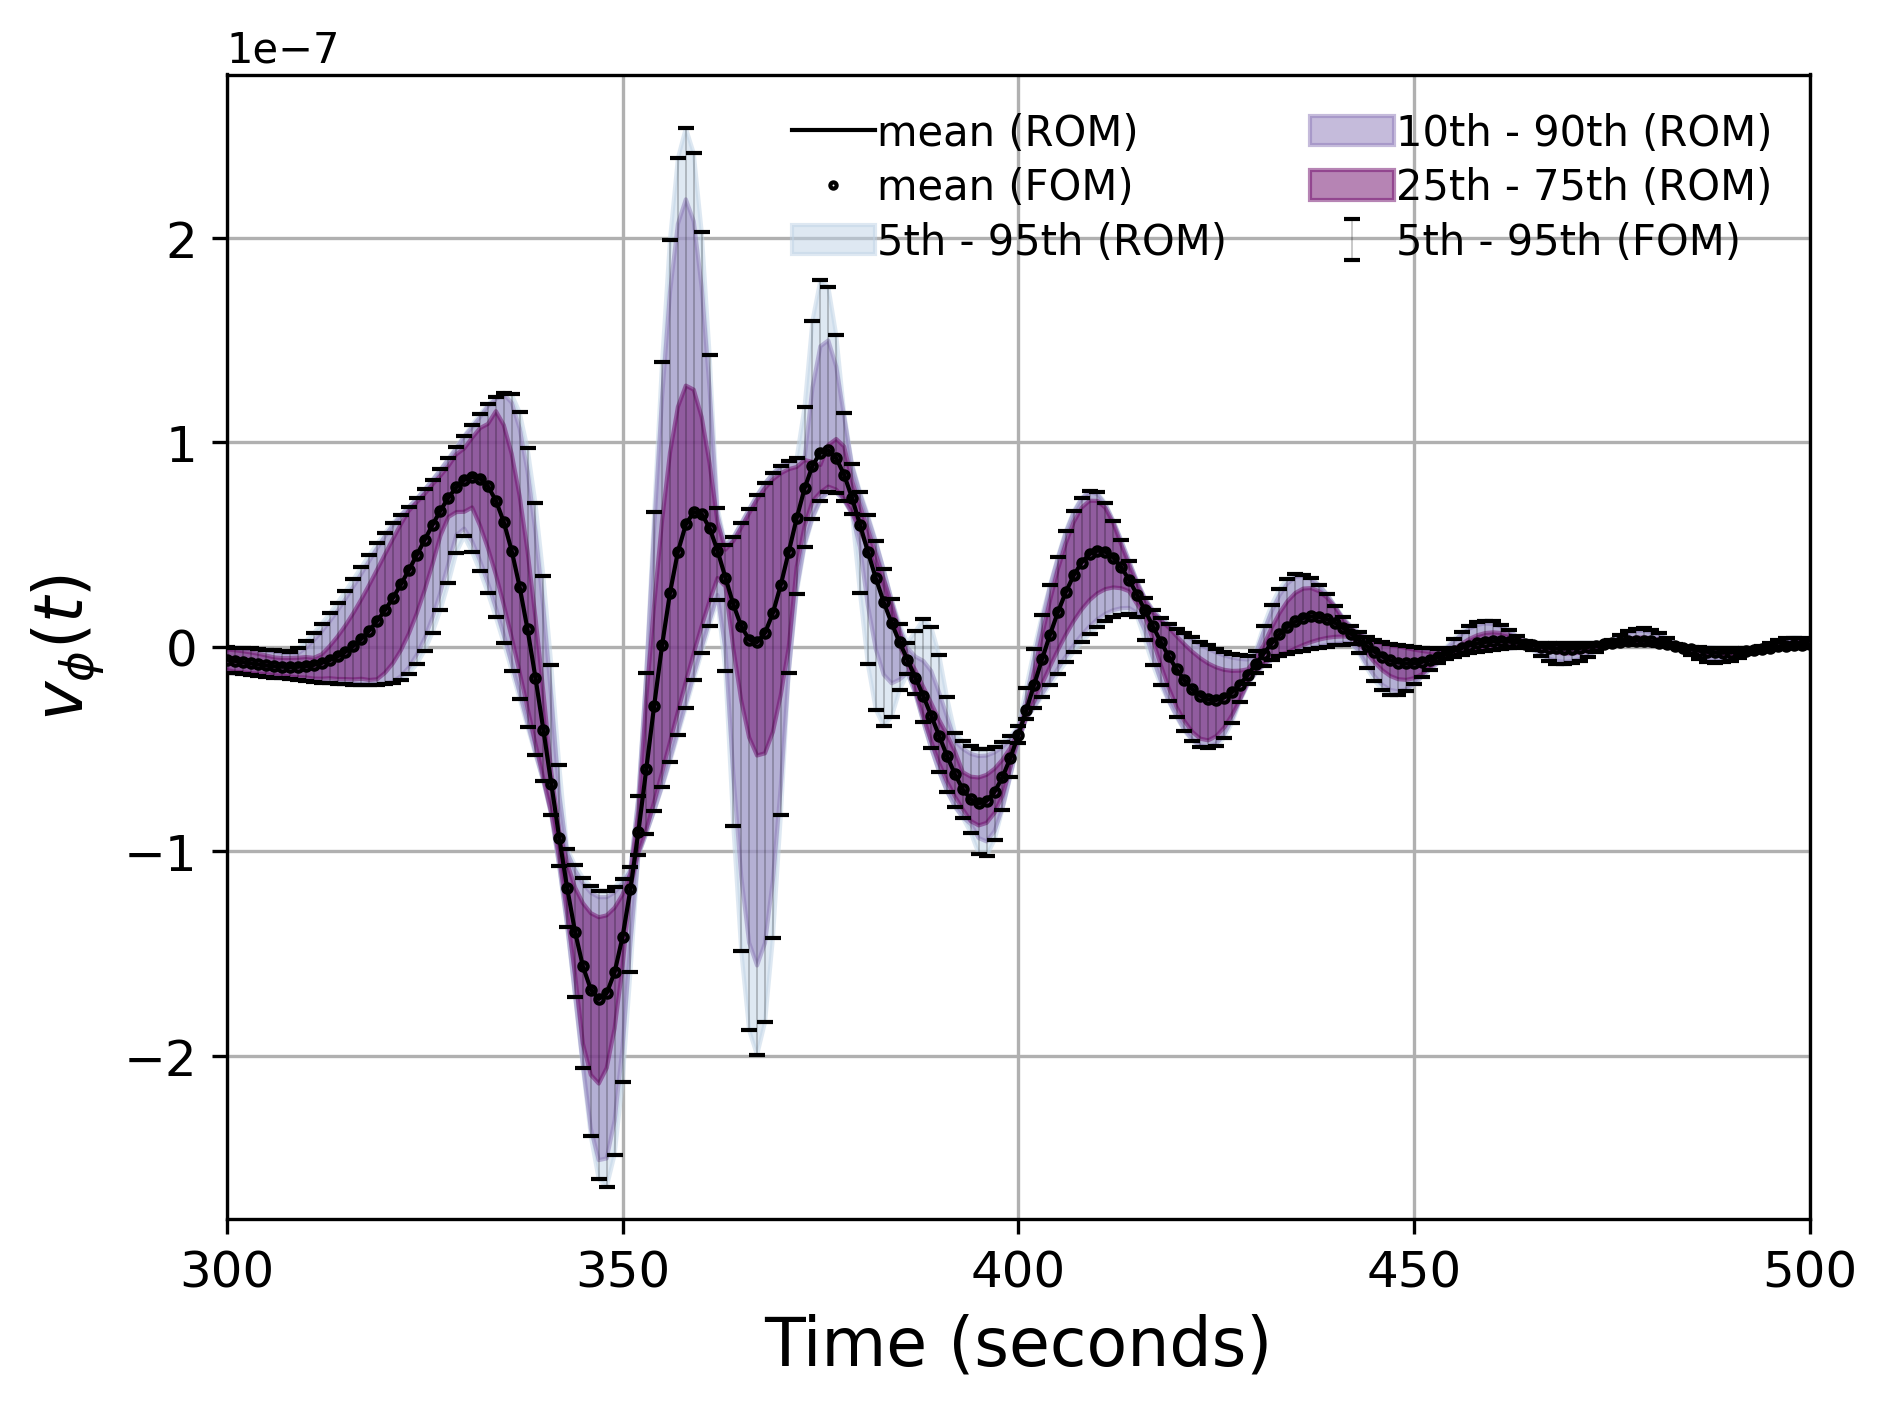 1e−7
mean (ROM)
mean (FOM)
5th - 95th (ROM)
10th - 90th (ROM)
25th - 75th (ROM)
5th - 95th (FOM)
2
1
0
−1
−2
v_ϕ(t)
300 350 400 450 500
Time (seconds)